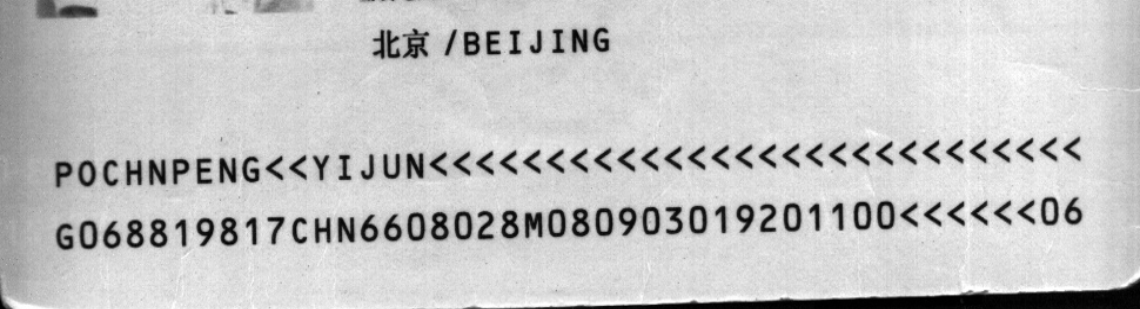 北京 /BEIJING
POCHNPENG<<YIJUN<<<<<<<<<<<<<<<<<<<<<<<<<<<<
G068819817CHN6608028M080903019201100<<<<<<06